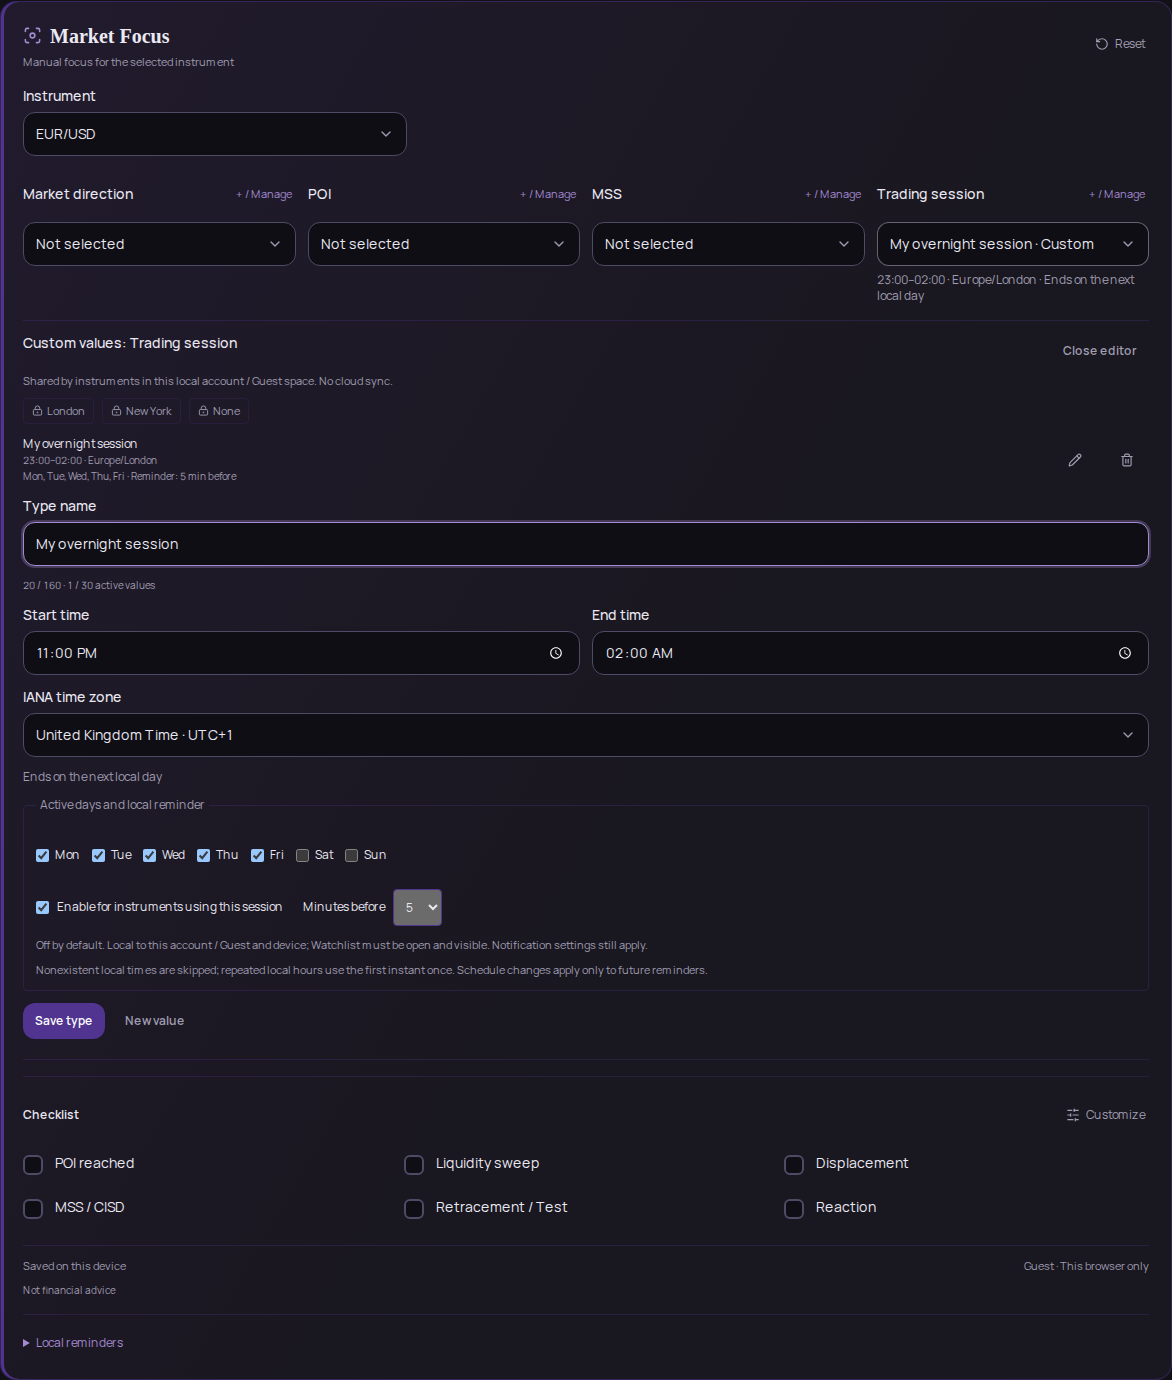 Market Focus
Reset
Manual focus for the selected instrument
Instrument
EUR/USD
Market direction
+ / Manage
POI
+ / Manage
MSS
+ / Manage
Trading session
+ / Manage
Not selected
Not selected
Not selected
My overnight session · Custom
23:00–02:00 · Europe/London · Ends on the next
local day
Custom values: Trading session
Close editor
Shared by instruments in this local account / Guest space. No cloud sync.
London
New York
None
My overnight session
23:00–02:00 · Europe/London
Mon, Tue, Wed, Thu, Fri · Reminder: 5 min before
Type name
My overnight session
20 / 160 · 1 / 30 active values
Start time
End time
11:00 PM
02:00 AM
IANA time zone
United Kingdom Time · UTC+1
Ends on the next local day
Active days and local reminder
Mon
Tue
Wed
Thu
Fri
Sat
Sun
Enable for instruments using this session
Minutes before
5
Off by default. Local to this account / Guest and device; Watchlist must be open and visible. Notification settings still apply.
Nonexistent local times are skipped; repeated local hours use the first instant once. Schedule changes apply only to future reminders.
Save type
New value
Checklist
Customize
POI reached
Liquidity sweep
Displacement
MSS / CISD
Retracement / Test
Reaction
Saved on this device
Guest · This browser only
Not financial advice
Local reminders